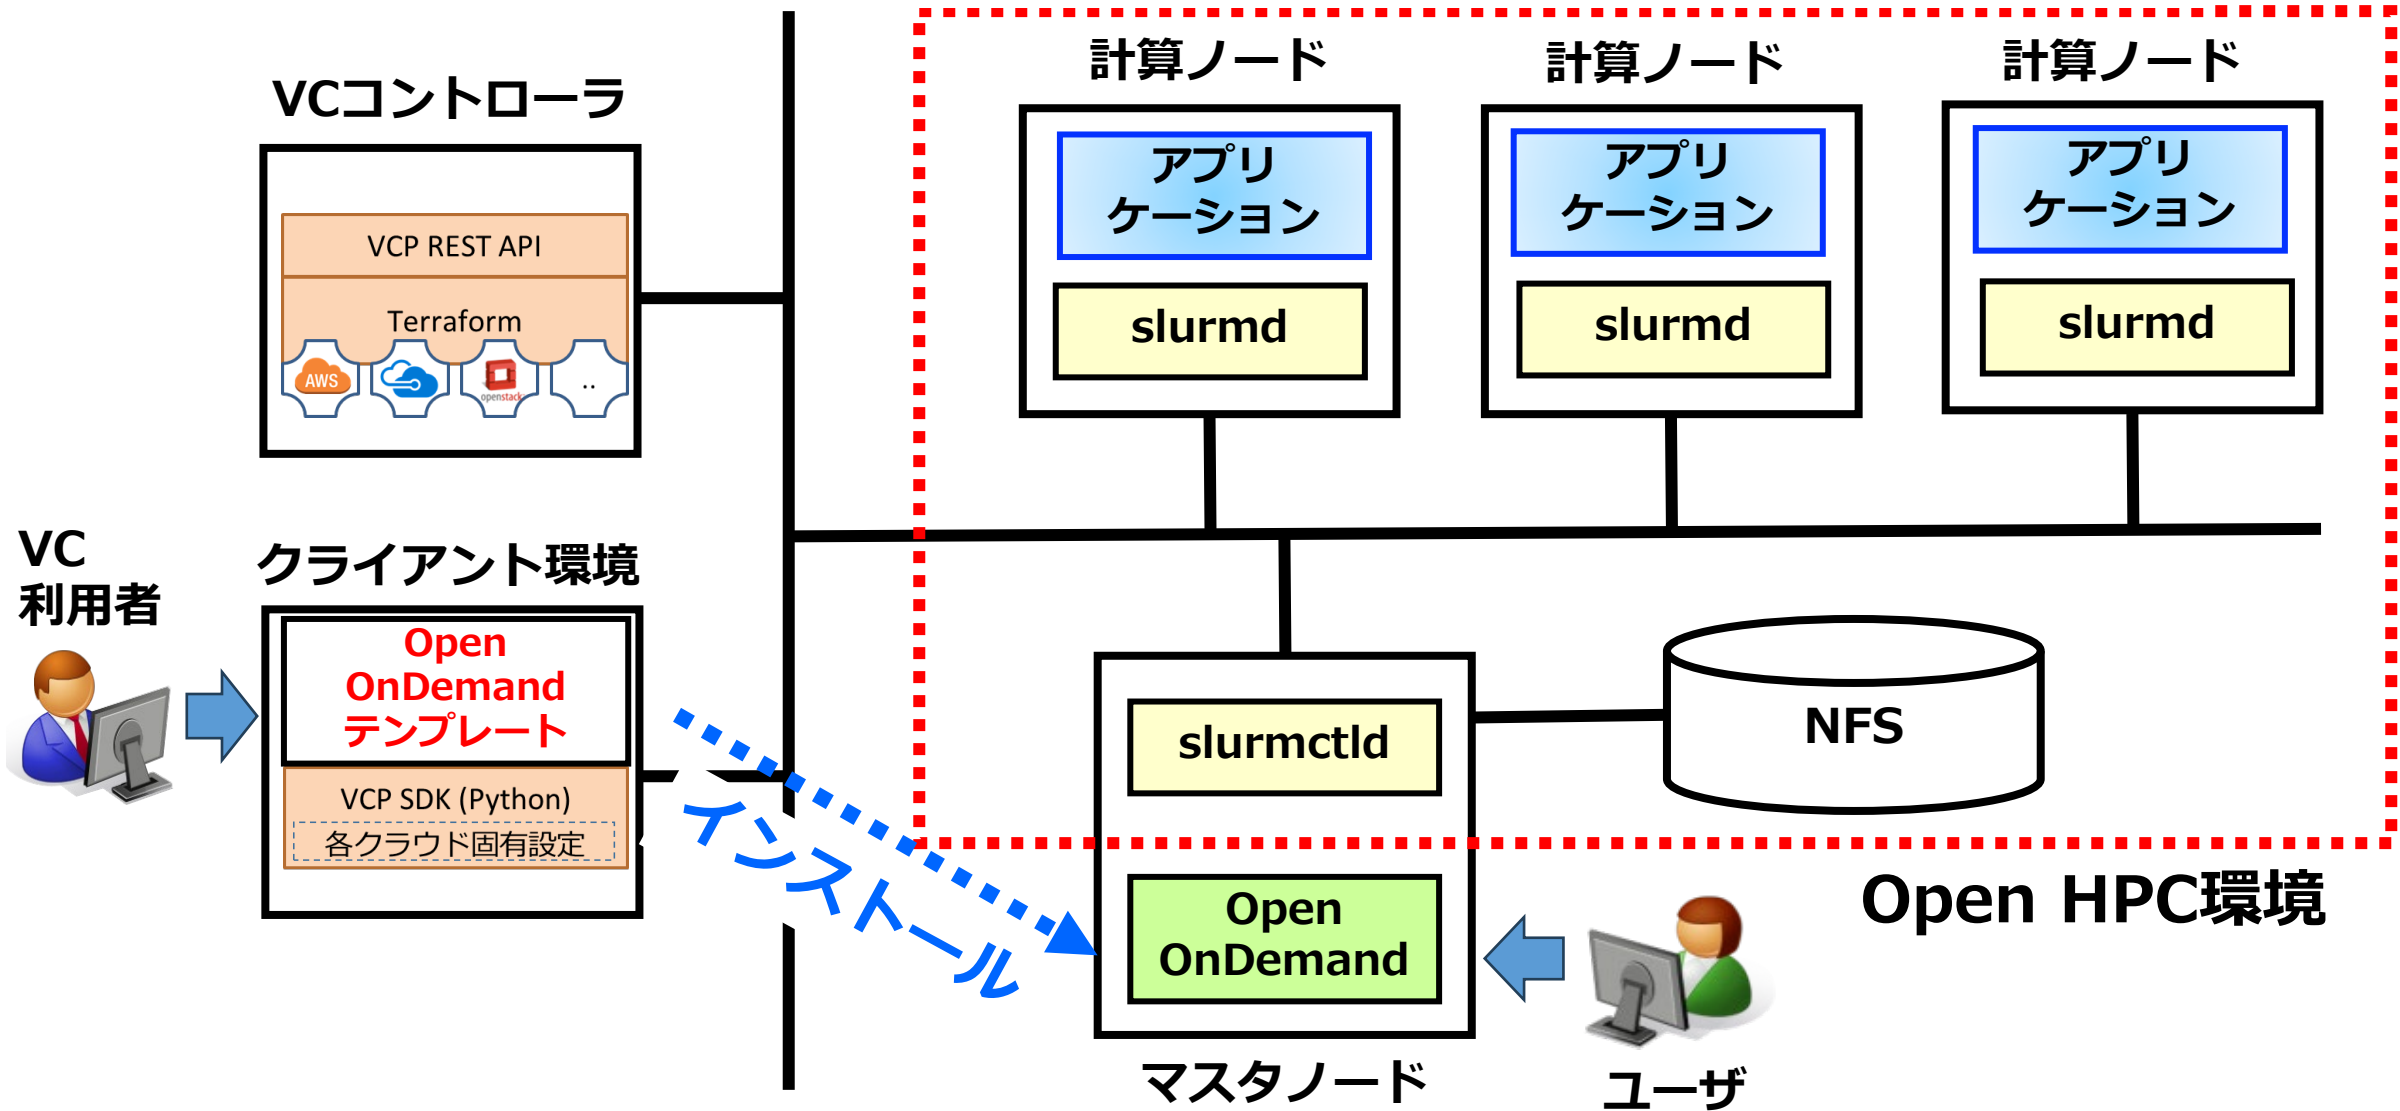 VCコントローラ
VCP REST API
Terraform
AWS
openstack
..
VC
利用者
クライアント環境
Open
OnDemand
テンプレート
VCP SDK (Python)
各クラウド固有設定
インストール
計算ノード
アプリ
ケーション
slurmd
計算ノード
アプリ
ケーション
slurmd
計算ノード
アプリ
ケーション
slurmd
slurmctld
NFS
Open
OnDemand
マスタノード
ユーザ
Open HPC環境